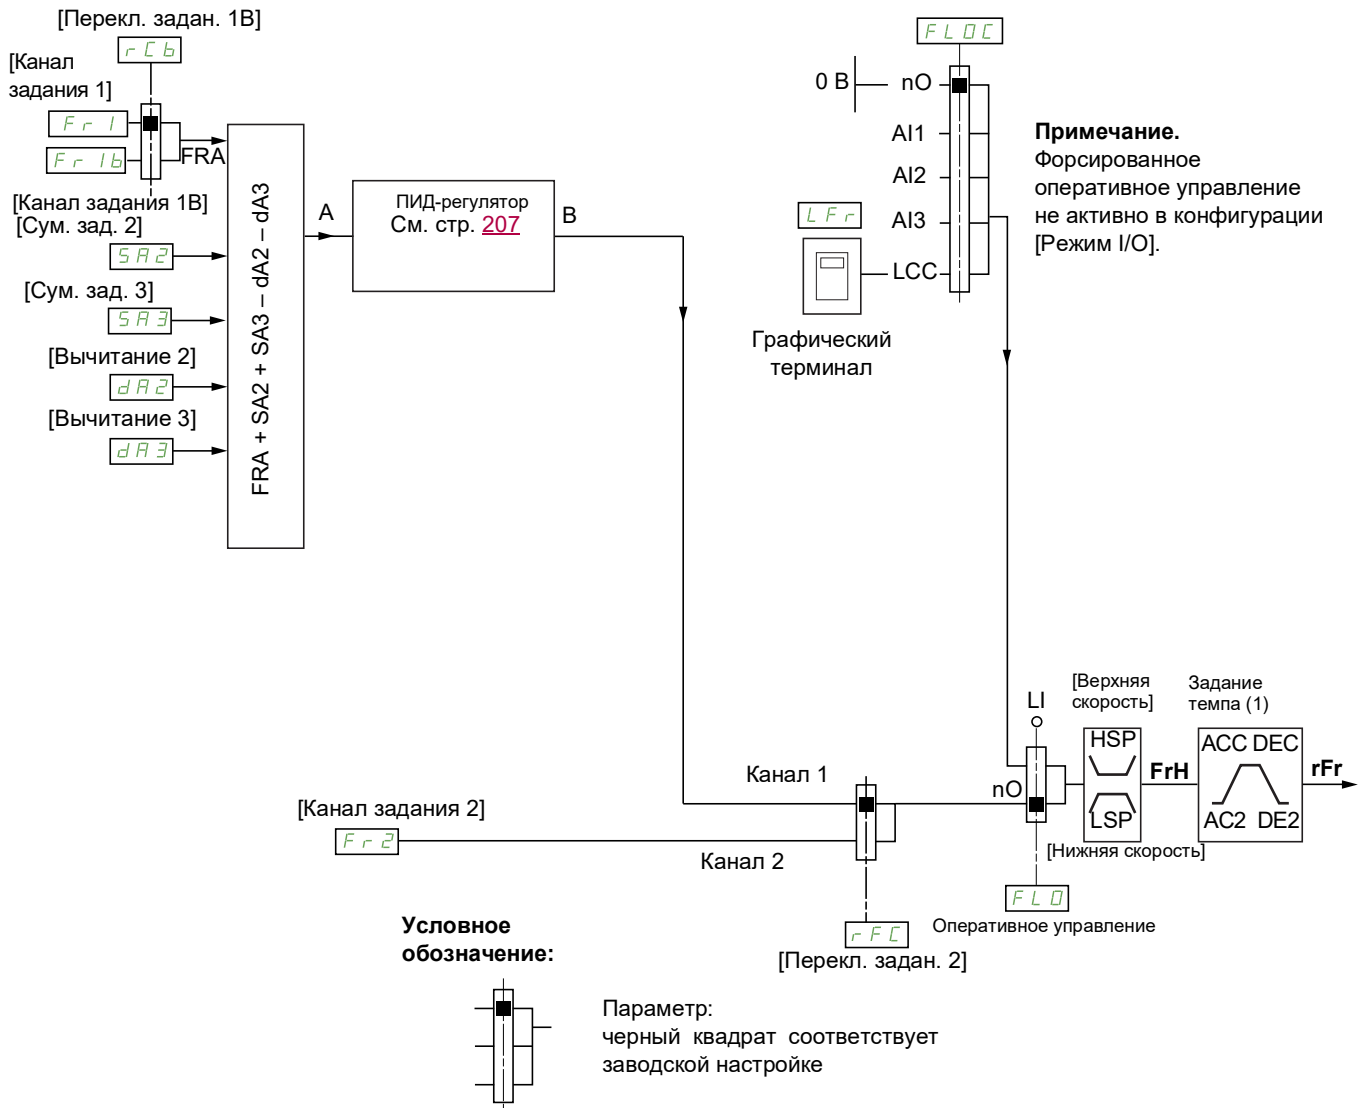 [Перекл. задан. 1B]
rCb
[Канал
задания 1]
Fr1
Fr1b
FRA
[Канал задания 1B]
[Сум. зад. 2]
SA2
[Сум. зад. 3]
SA3
[Вычитание 2]
dA2
[Вычитание 3]
dA3
FRA + SA2 + SA3 – dA2 – dA3
A
ПИД-регулятор
См. стр. 207
B
FLOC
0 В
nO
AI1
AI2
AI3
LFr
LCC
Графический
терминал
Примечание.
Форсированное
оперативное управление
не активно в конфигурации
[Режим I/O].
[Канал задания 2]
Fr2
Канал 1
Канал 2
rFC
[Перекл. задан. 2]
LI
nO
FLO
Оперативное управление
[Верхняя
скорость]
HSP
LSP
[Нижняя скорость]
FrH
Задание
темпа (1)
ACC DEC
AC2 DE2
rFr
Условное
обозначение:
Параметр:
черный квадрат соответствует
заводской настройке